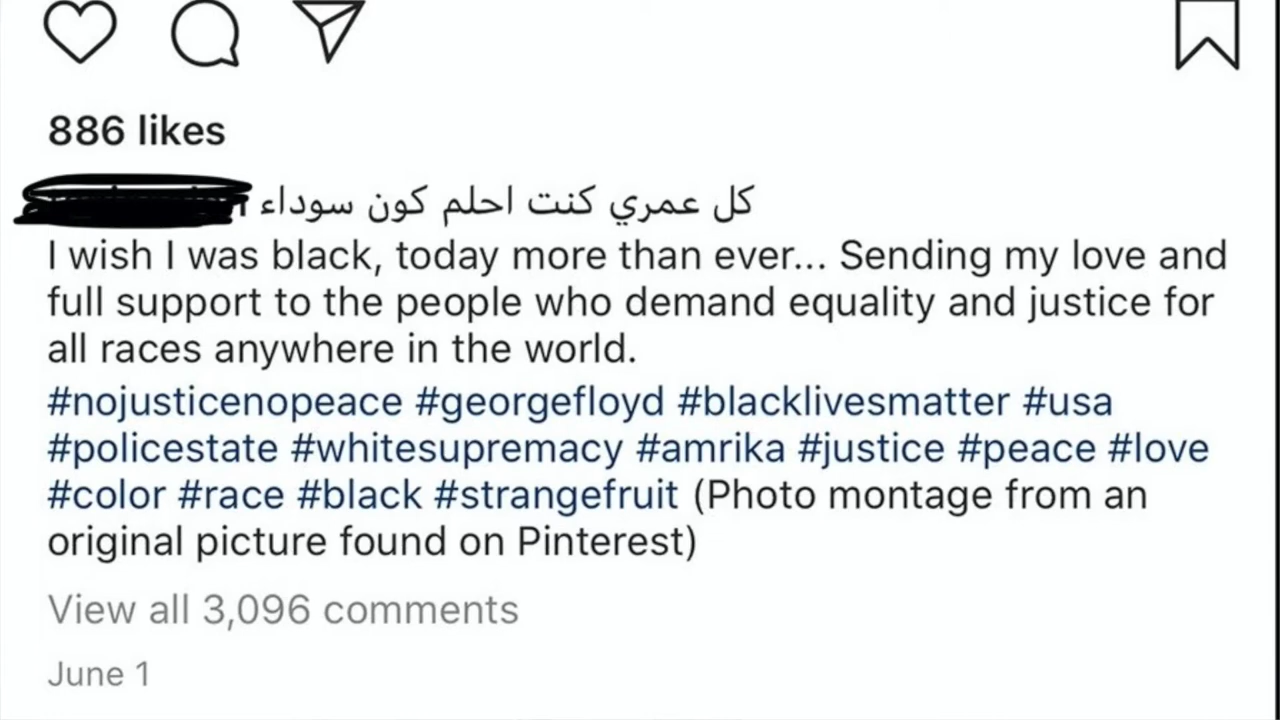 886 likes
كل عمري كنت احلم كون سوداء
I wish I was black, today more than ever... Sending my love and
full support to the people who demand equality and justice for
all races anywhere in the world.
#nojusticenopeace #georgefloyd #blacklivesmatter #usa
#policestate #whitesupremacy #amrika #justice #peace #love
#color #race #black #strangefruit (Photo montage from an
original picture found on Pinterest)
View all 3,096 comments
June 1